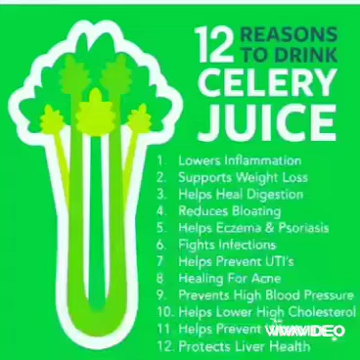 12 REASONS
TO DRINK
CELERY
JUICE
1. Lowers Inflammation
2. Supports Weight Loss
3. Helps Heal Digestion
4. Reduces Bloating
5. Helps Eczema & Psoriasis
6. Fights Infections
7. Helps Prevent UTI's
8. Healing For Acne
9. Prevents High Blood Pressure
10. Helps Lower High Cholesterol
11. Helps Prevent
VIVAVIDEO
12. Protects Liver Health